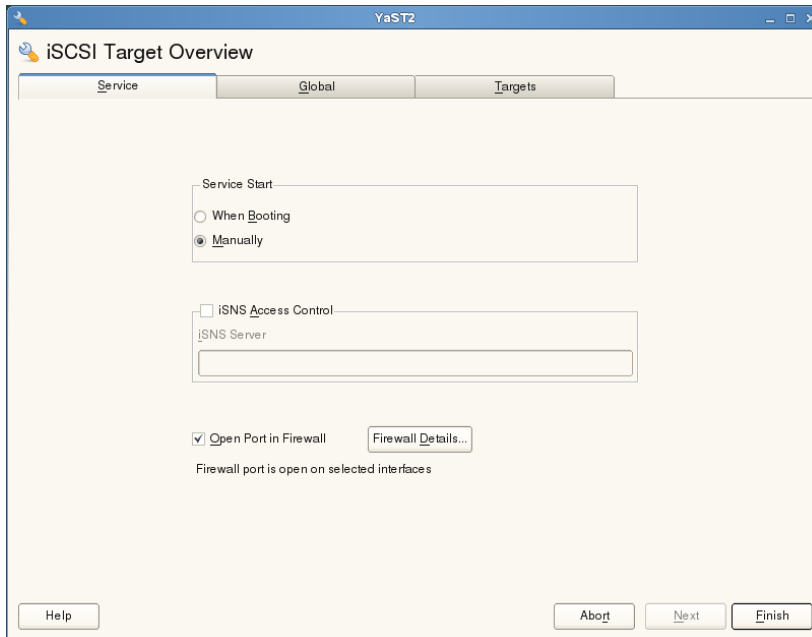 YaST2
iSCSI Target Overview
Service Global Targets
Service Start
When Booting
Manually
iSNS Access Control
iSNS Server
Open Port in Firewall Firewall Details...
Firewall port is open on selected interfaces
Help Abort Next Finish